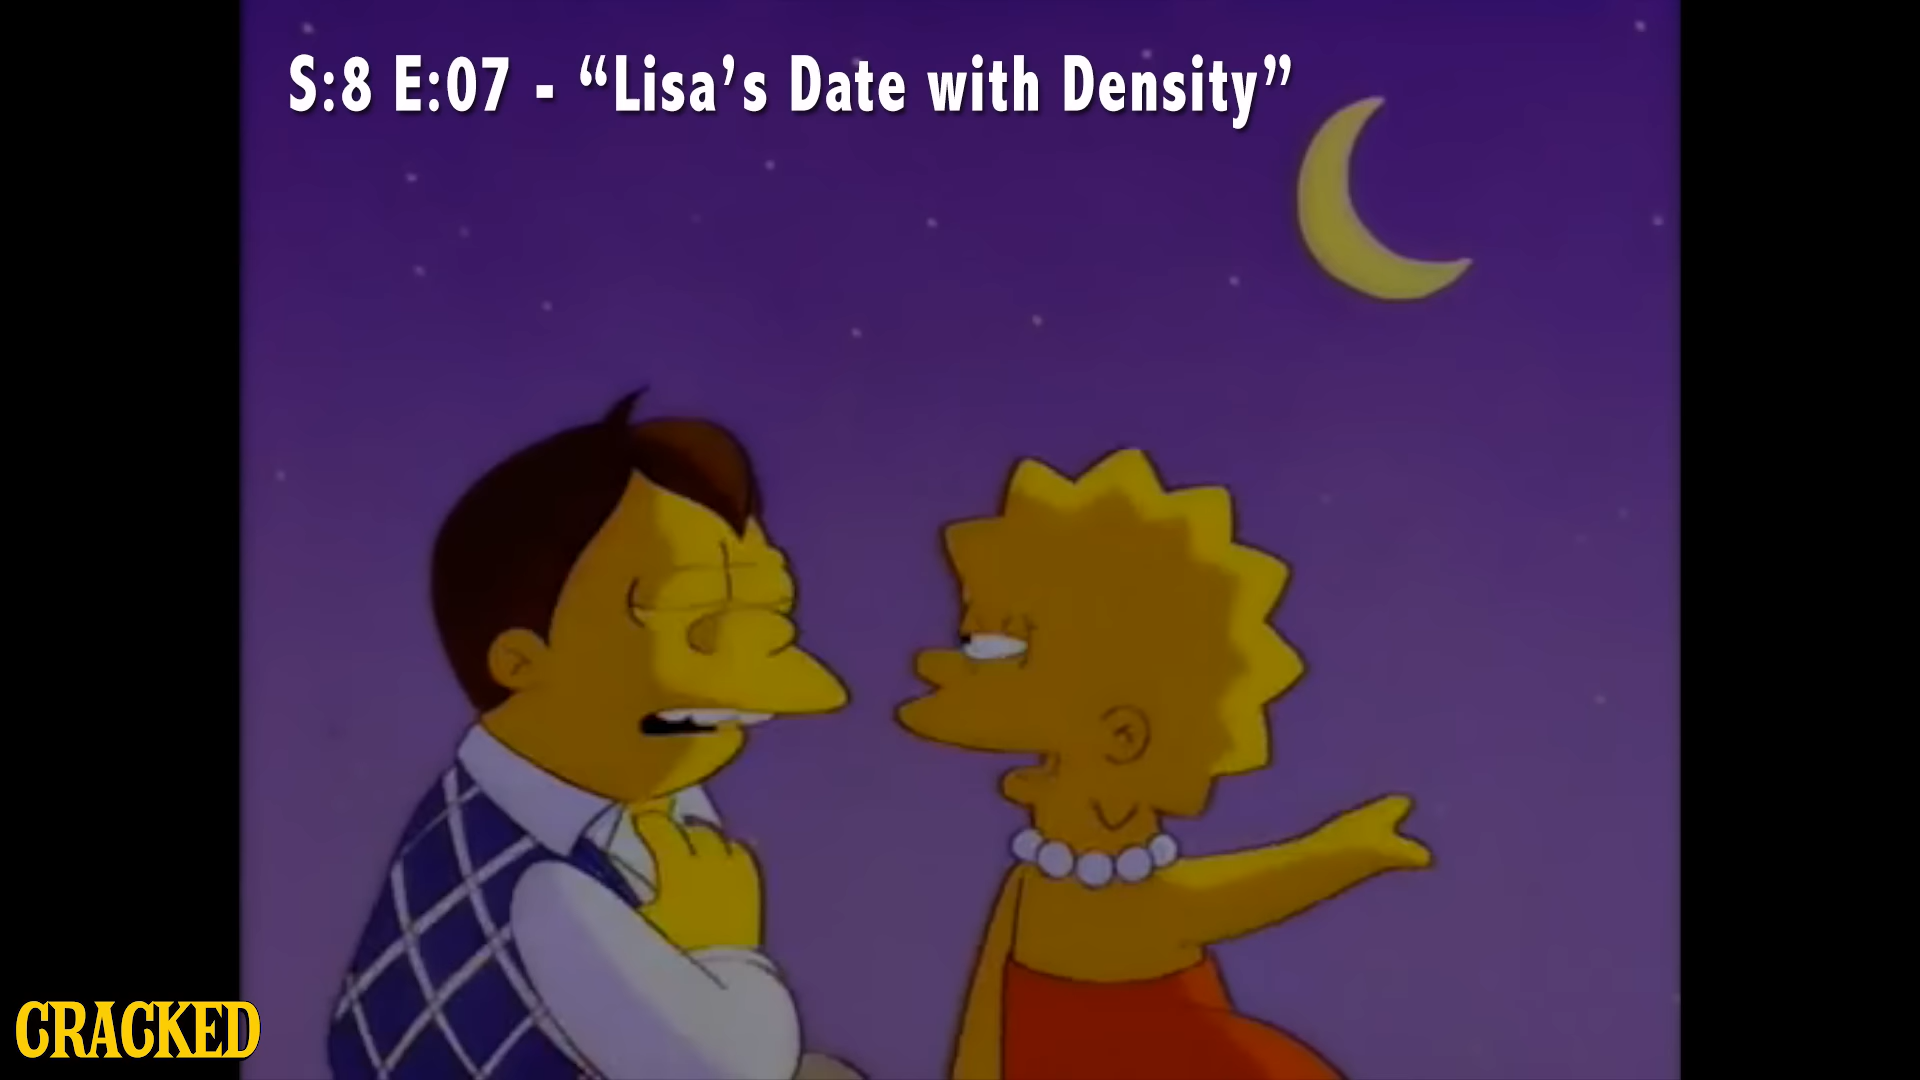 S:8 E:07 - “Lisa’s Date with Density”
CRACKED